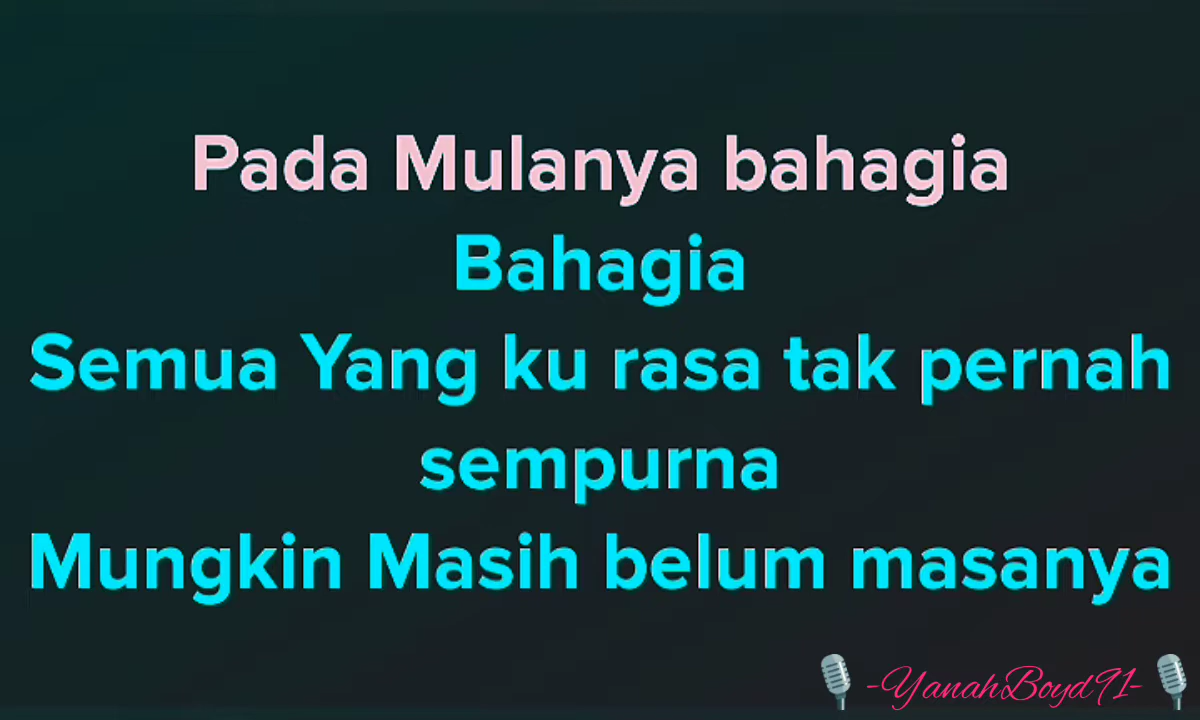 Pada Mulanya bahagia
Bahagia
Semua Yang ku rasa tak pernah
sempurna
Mungkin Masih belum masanya
-YanahBoyd91-